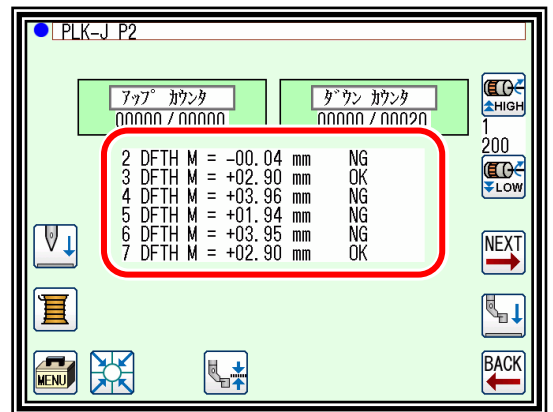 PLK-J P2
アップ カウンタ
00000 / 00000
ダウン カウンタ
00000 / 00020
HIGH
1
200
LOW
2 DFTH M = -00.04 mm NG
3 DFTH M = +02.90 mm OK
4 DFTH M = +03.96 mm NG
5 DFTH M = +01.94 mm NG
6 DFTH M = +03.95 mm NG
7 DFTH M = +02.90 mm OK
NEXT
MENU
BACK